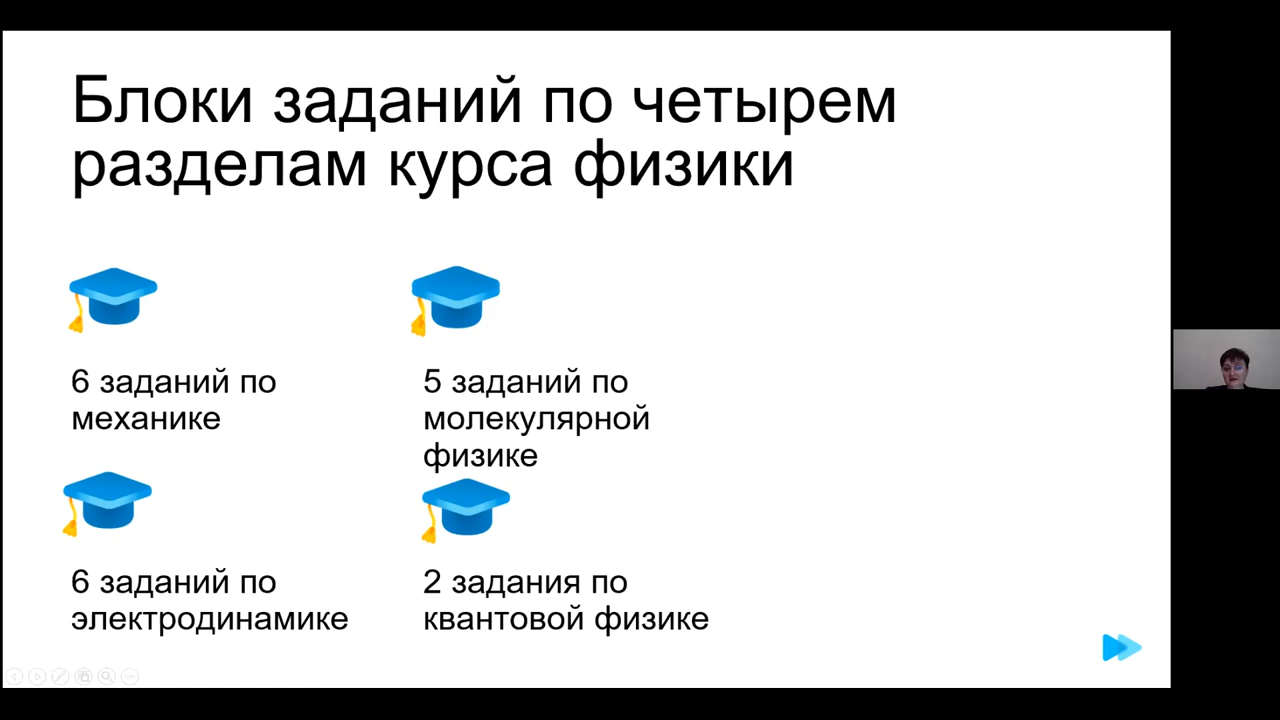 Блоки заданий по четырем
разделам курса физики
6 заданий по
механике
5 заданий по
молекулярной
физике
6 заданий по
электродинамике
2 задания по
квантовой физике